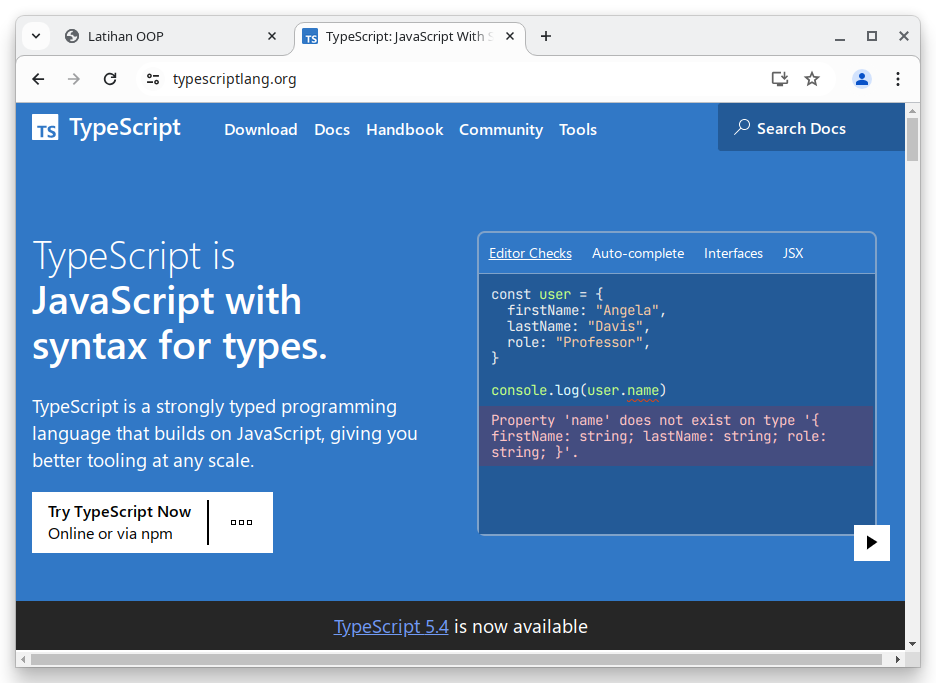 Latihan OOP
TypeScript: JavaScript With S
typescriptlang.org
TS TypeScript
Download Docs Handbook Community Tools
Search Docs
TypeScript is
JavaScript with
syntax for types.
TypeScript is a strongly typed programming
language that builds on JavaScript, giving you
better tooling at any scale.
Try TypeScript Now
Online or via npm
Editor Checks Auto-complete Interfaces JSX
const user = {
  firstName: "Angela",
  lastName: "Davis",
  role: "Professor",
}
console.log(user.name)
Property 'name' does not exist on type '{
firstName: string; lastName: string; role:
string; }'.
TypeScript 5.4 is now available